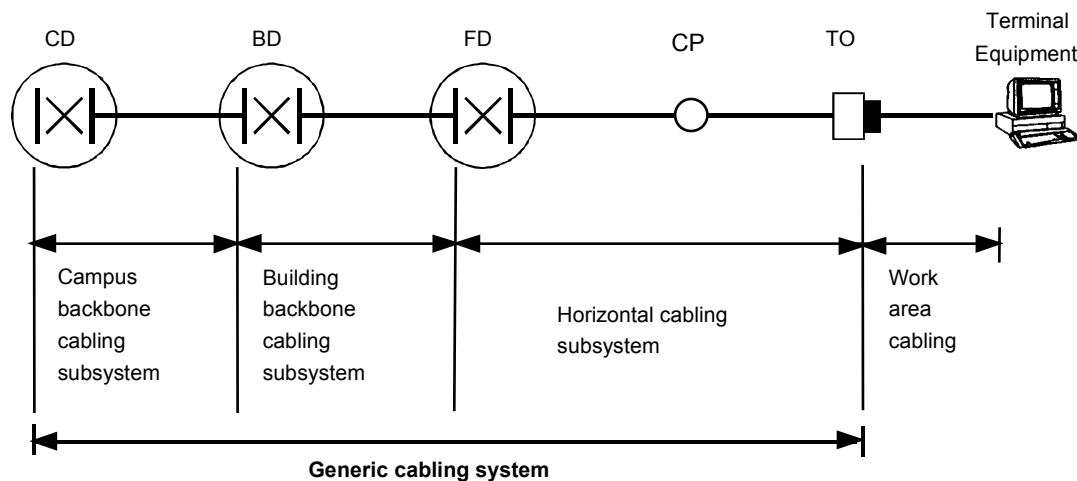 CD
BD
FD
CP
TO
Terminal
Equipment
Campus
backbone
cabling
subsystem
Building
backbone
cabling
subsystem
Horizontal cabling
subsystem
Work
area
cabling
Generic cabling system